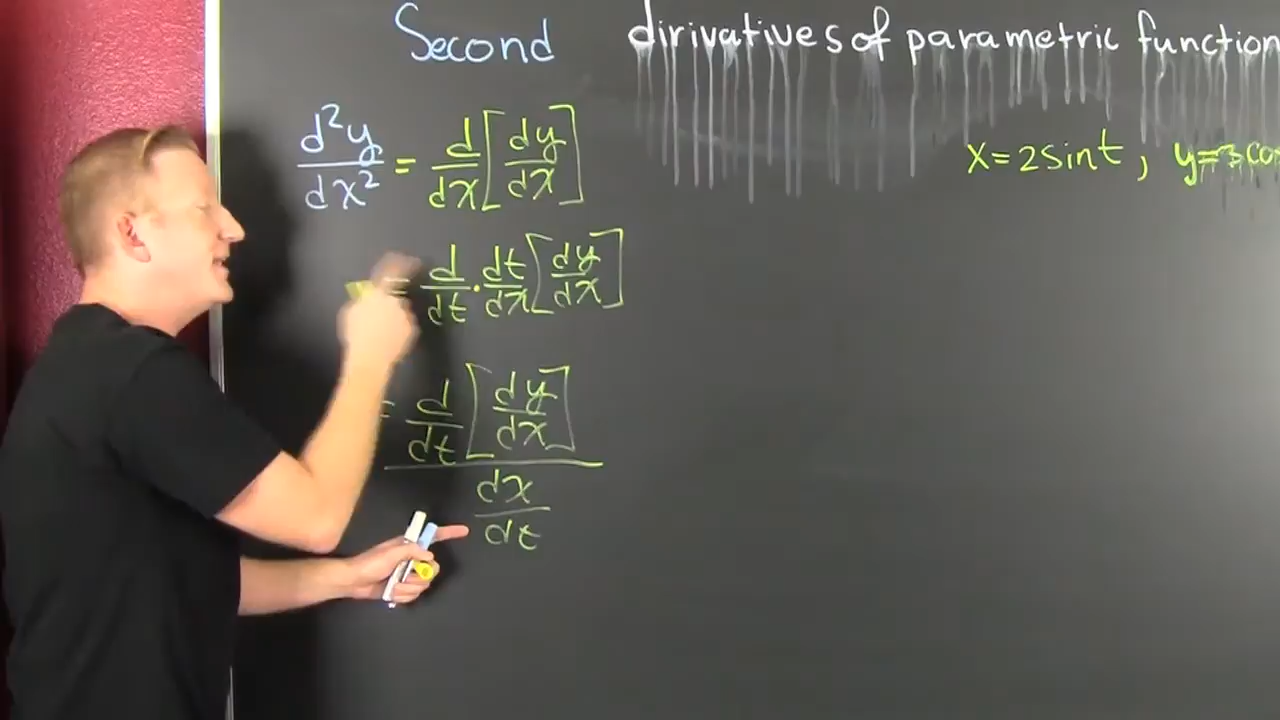 Second dirivatives of parametric function
d²y/dx² = d/dx[dy/dx]
x=2sint, y=3co
= d/dt · dt/dx[dy/dx]
= d/dt[dy/dx]
dx/dt